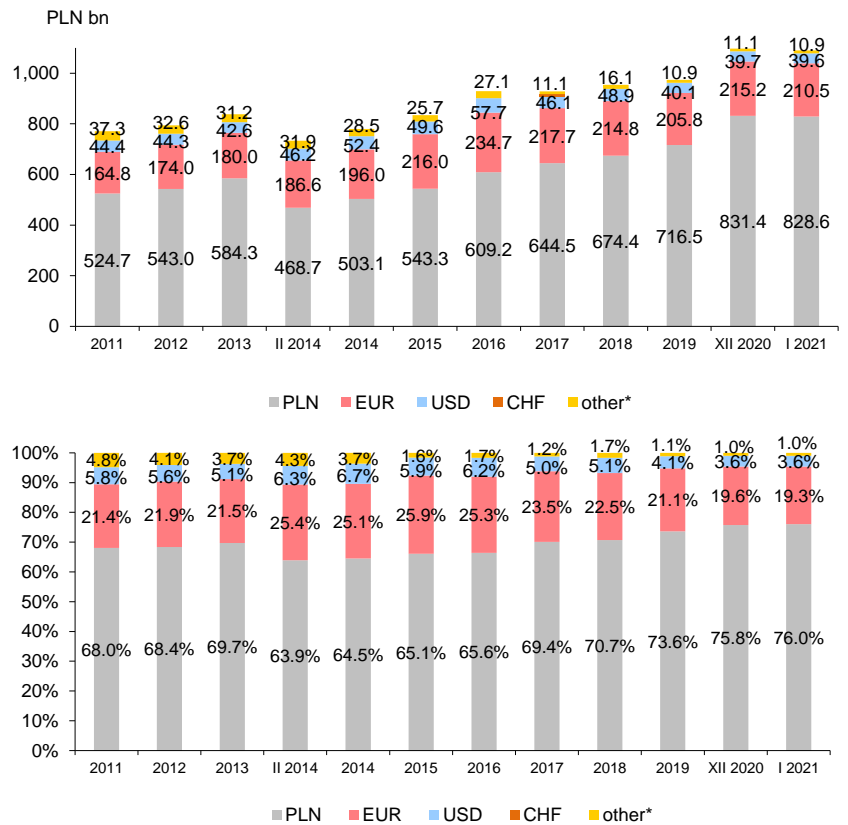 PLN bn
1,000
800
600
400
200
0
37.3 32.6 31.2 31.9 28.5 25.7 27.1 11.1 16.1 10.9 11.1 10.9
44.4 44.3 42.6 46.2 52.4 49.6 57.7 46.1 48.9 40.1 39.7 39.6
164.8 174.0 180.0 186.6 196.0 216.0 234.7 217.7 214.8 205.8 215.2 210.5
524.7 543.0 584.3 468.7 503.1 543.3 609.2 644.5 674.4 716.5 831.4 828.6
2011 2012 2013 II 2014 2014 2015 2016 2017 2018 2019 XII 2020 I 2021
PLN EUR USD CHF other*
100%
90%
80%
70%
60%
50%
40%
30%
20%
10%
0%
4.8% 4.1% 3.7% 4.3% 3.7% 1.6% 1.7% 1.2% 1.7% 1.1% 1.0% 1.0%
5.8% 5.6% 5.1% 6.3% 6.7% 5.9% 6.2% 5.0% 5.1% 4.1% 3.6% 3.6%
21.4% 21.9% 21.5% 25.4% 25.1% 25.9% 25.3% 23.5% 22.5% 21.1% 19.6% 19.3%
68.0% 68.4% 69.7% 63.9% 64.5% 65.1% 65.6% 69.4% 70.7% 73.6% 75.8% 76.0%
2011 2012 2013 II 2014 2014 2015 2016 2017 2018 2019 XII 2020 I 2021
PLN EUR USD CHF other*